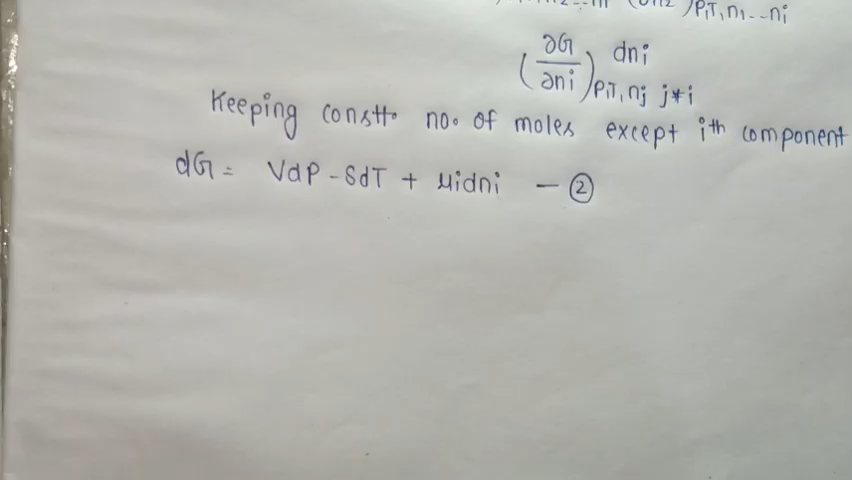 )P,T,n1...ni
(∂G/∂ni)P,T,nj j*i dni
Keeping constt. no. of moles except ith component
dG = VdP - SdT + μidni — ②